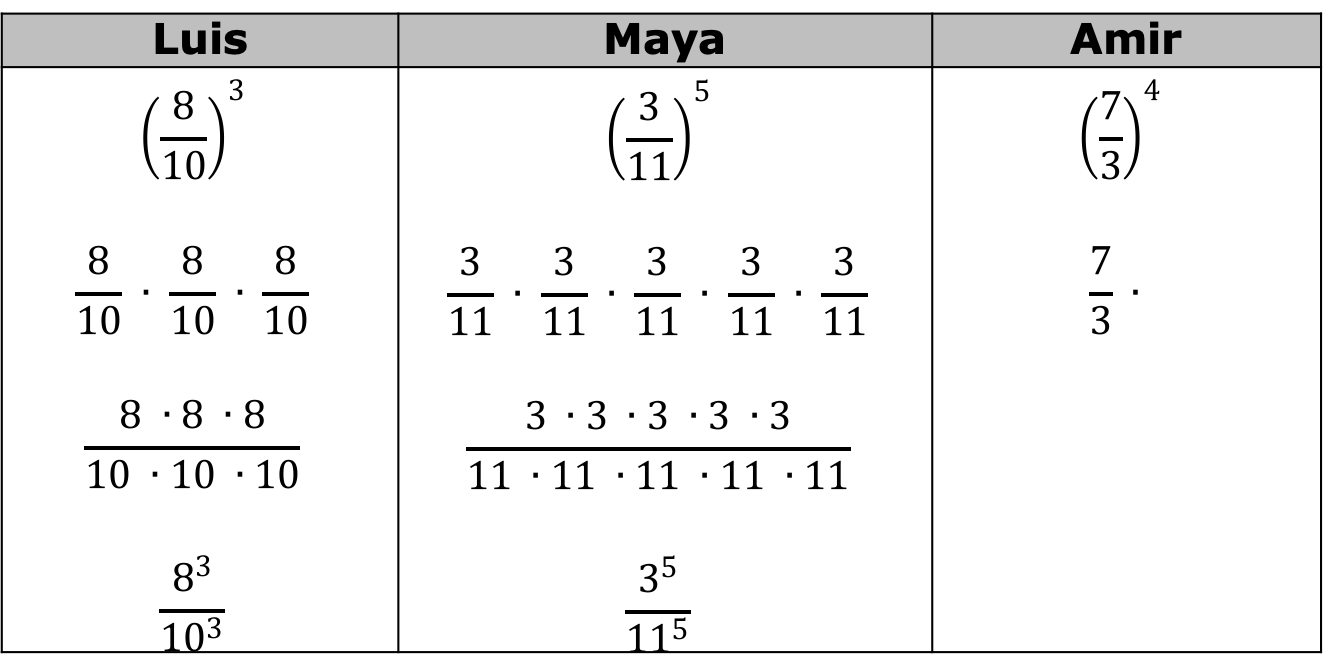 Luis Maya Amir
(8/10)^3 (3/11)^5 (7/3)^4
8/10 · 8/10 · 8/10 3/11 · 3/11 · 3/11 · 3/11 · 3/11 7/3 ·
8 · 8 · 8 / 10 · 10 · 10 3 · 3 · 3 · 3 · 3 / 11 · 11 · 11 · 11 · 11
8^3/10^3 3^5/11^5